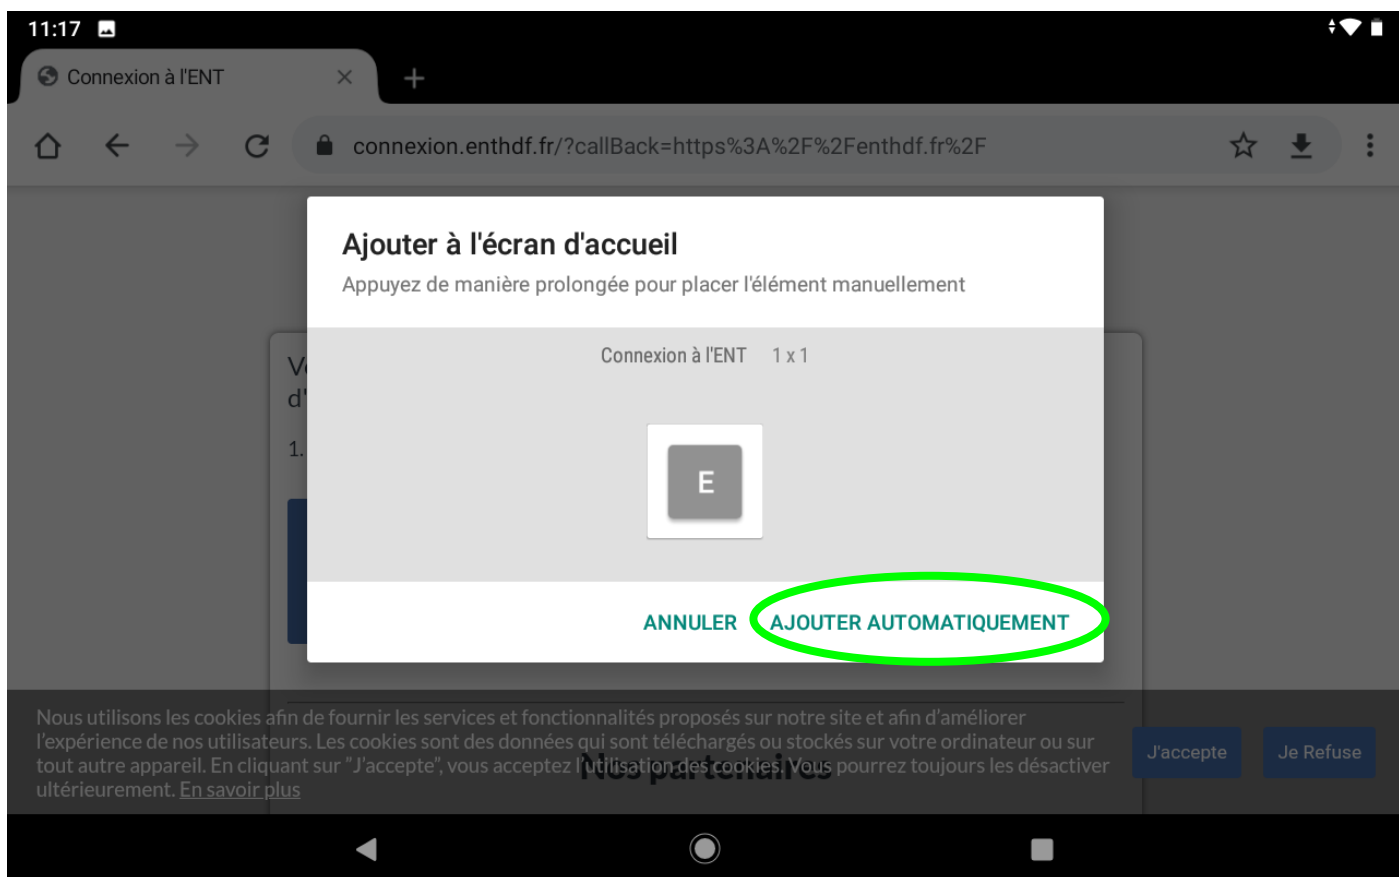 11:17
Connexion à l'ENT
connexion.enthdf.fr/?callBack=https%3A%2F%2Fenthdf.fr%2F
Ajouter à l'écran d'accueil
Appuyez de manière prolongée pour placer l'élément manuellement
Connexion à l'ENT 1 x 1
d'
1.
E
ANNULER AJOUTER AUTOMATIQUEMENT
Nous utilisons les cookies afin de fournir les services et fonctionnalités proposés sur notre site et afin d'améliorer
l'expérience de nos utilisateurs. Les cookies sont des données qui sont téléchargés ou stockés sur votre ordinateur ou sur
tout autre appareil. En cliquant sur "J'accepte", vous acceptez l'utilisation des cookies. Vous pourrez toujours les désactiver
ultérieurement. En savoir plus
Nos partenaires
J'accepte Je Refuse